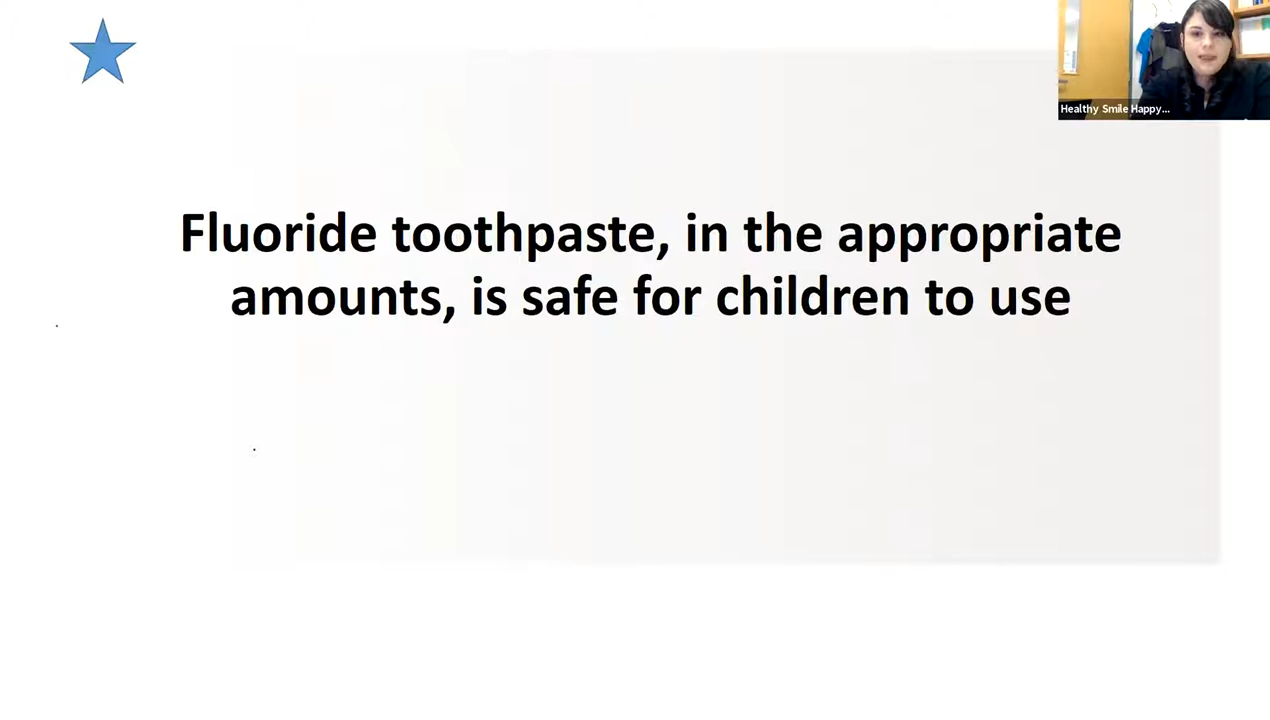 Healthy Smile Happy...
Fluoride toothpaste, in the appropriate
amounts, is safe for children to use